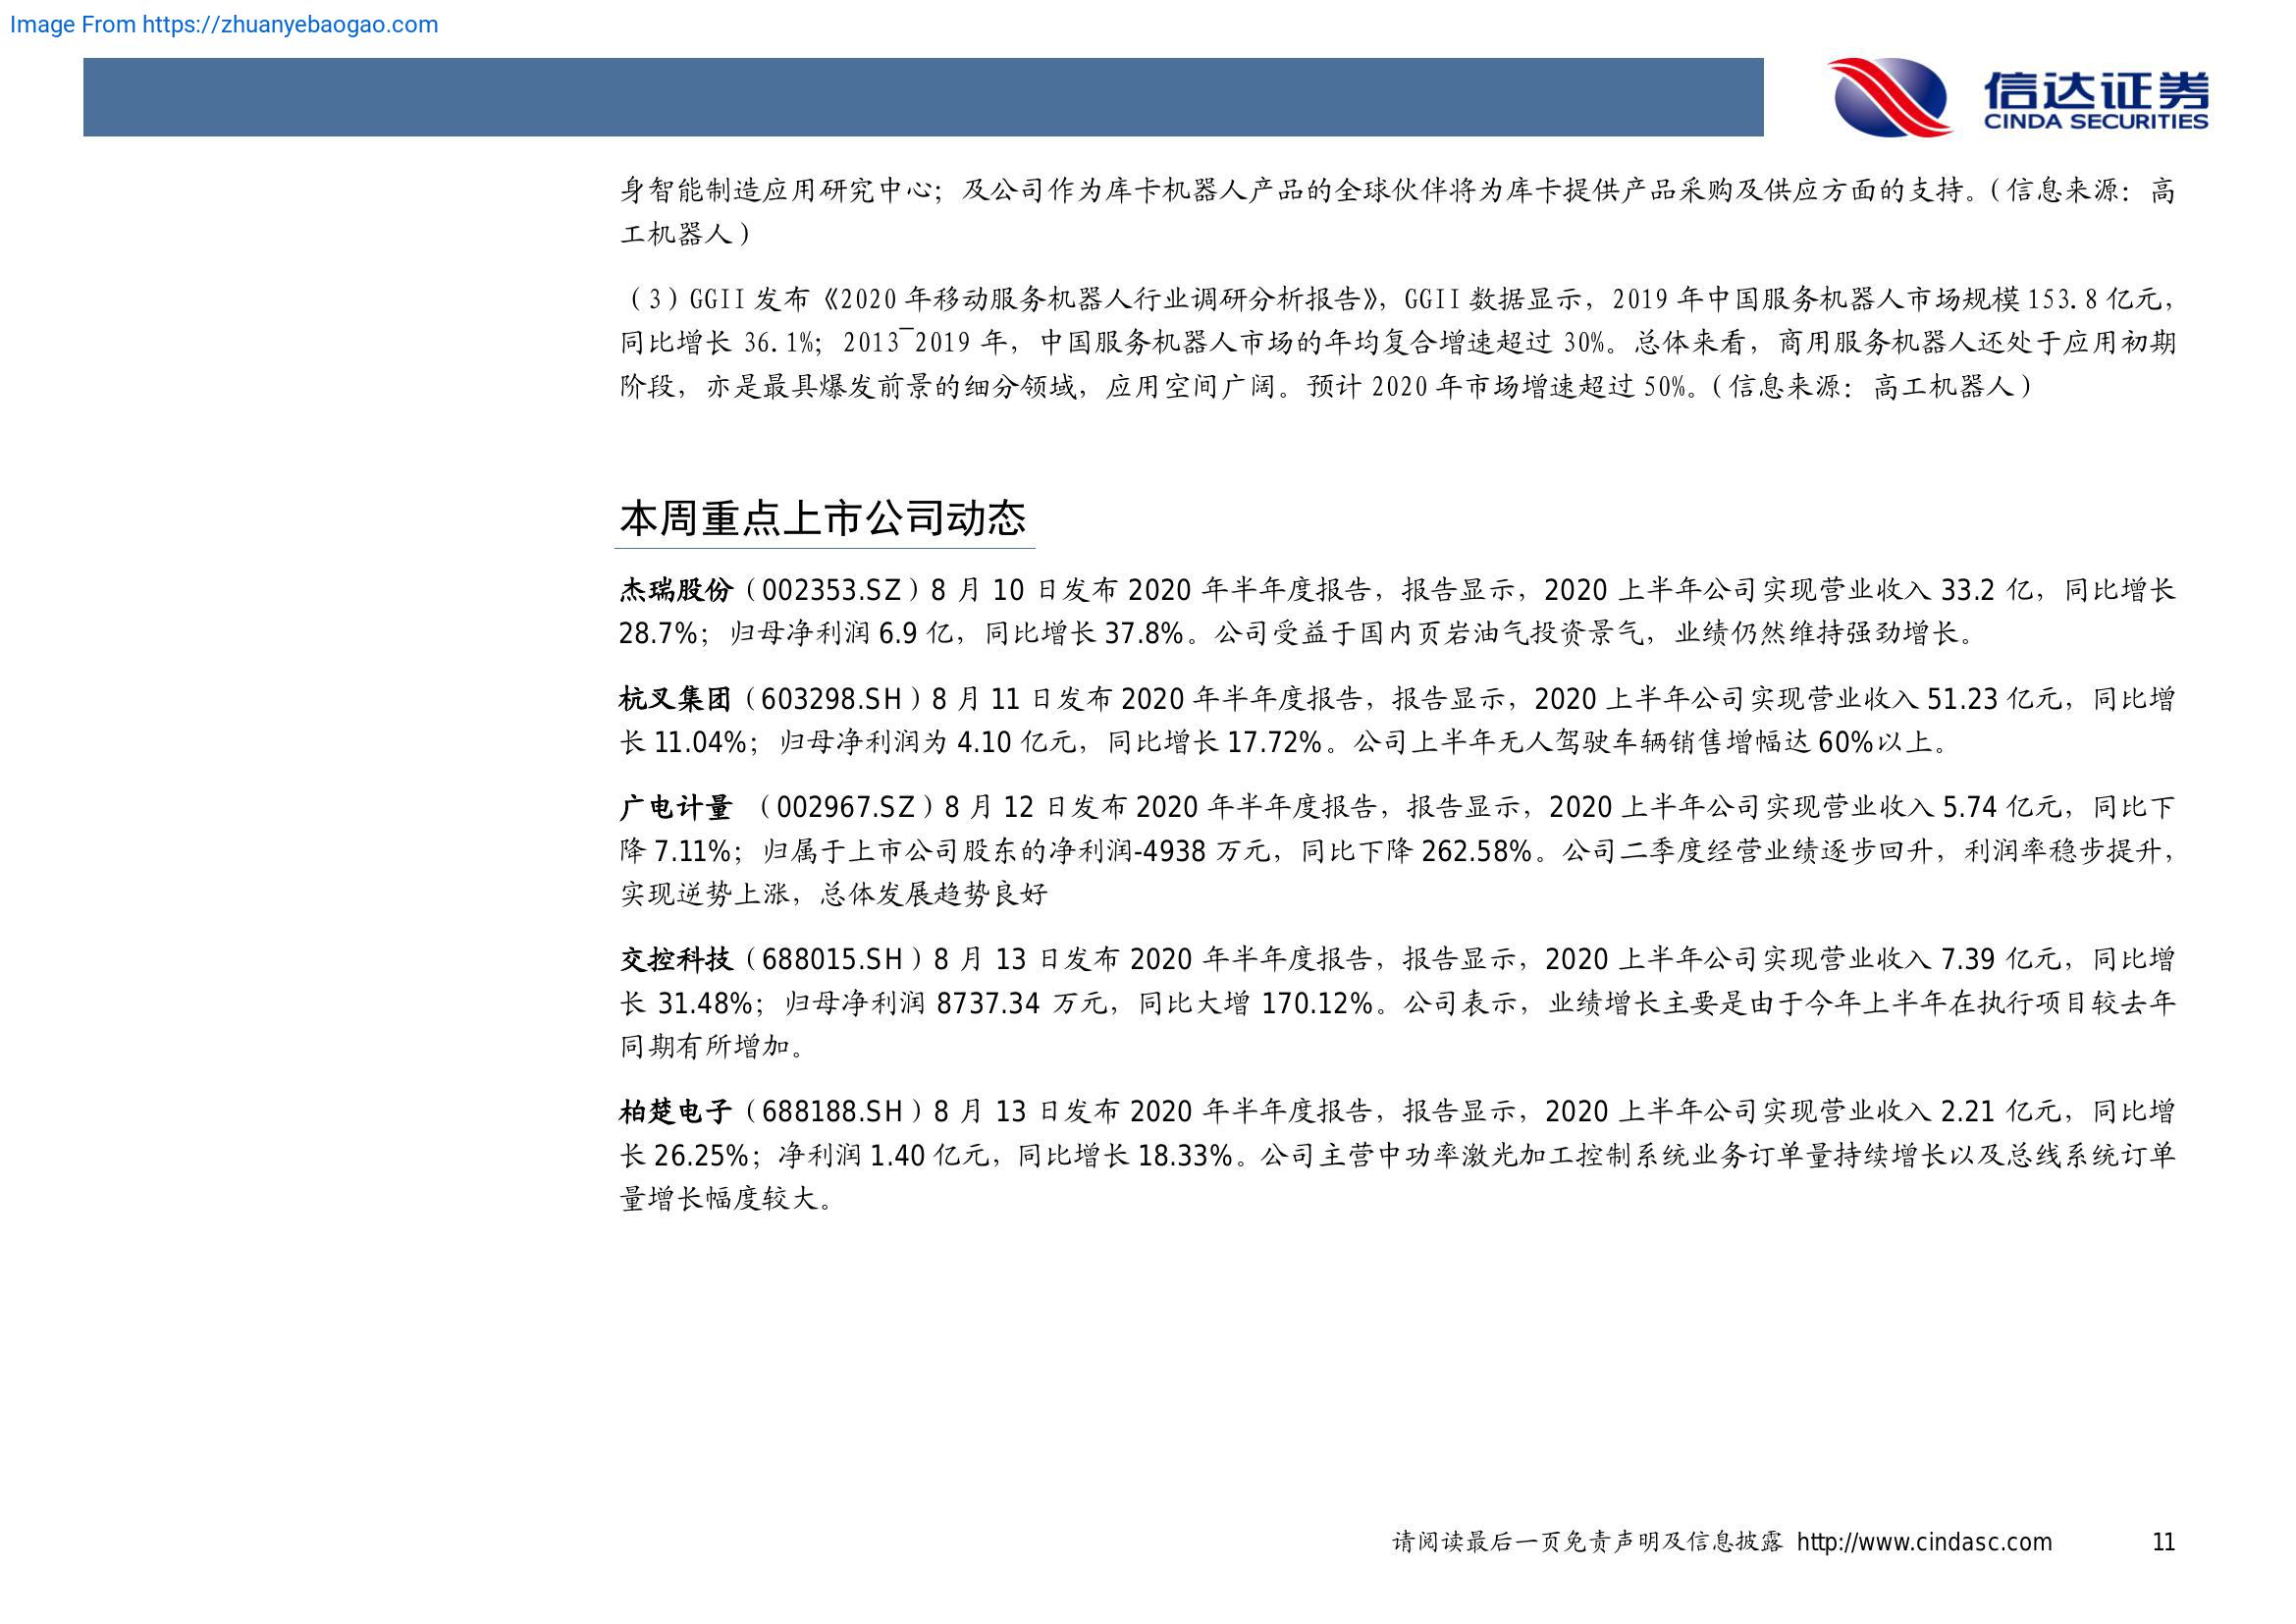 Image From https://zhuanyebaogao.com
信达证券
CINDA SECURITIES
身智能制造应用研究中心；及公司作为库卡机器人产品的全球伙伴将为库卡提供产品采购及供应方面的支持。（信息来源：高
工机器人）
（3）GGII 发布《2020 年移动服务机器人行业调研分析报告》，GGII 数据显示，2019 年中国服务机器人市场规模 153.8 亿元，
同比增长 36.1%；2013‾2019 年，中国服务机器人市场的年均复合增速超过 30%。总体来看，商用服务机器人还处于应用初期
阶段，亦是最具爆发前景的细分领域，应用空间广阔。预计 2020 年市场增速超过 50%。（信息来源：高工机器人）
本周重点上市公司动态
杰瑞股份（002353.SZ）8 月 10 日发布 2020 年半年度报告，报告显示，2020 上半年公司实现营业收入 33.2 亿，同比增长
28.7%；归母净利润 6.9 亿，同比增长 37.8%。公司受益于国内页岩油气投资景气，业绩仍然维持强劲增长。
杭叉集团（603298.SH）8 月 11 日发布 2020 年半年度报告，报告显示，2020 上半年公司实现营业收入 51.23 亿元，同比增
长 11.04%；归母净利润为 4.10 亿元，同比增长 17.72%。公司上半年无人驾驶车辆销售增幅达 60%以上。
广电计量 （002967.SZ）8 月 12 日发布 2020 年半年度报告，报告显示，2020 上半年公司实现营业收入 5.74 亿元，同比下
降 7.11%；归属于上市公司股东的净利润-4938 万元，同比下降 262.58%。公司二季度经营业绩逐步回升，利润率稳步提升，
实现逆势上涨，总体发展趋势良好
交控科技（688015.SH）8 月 13 日发布 2020 年半年度报告，报告显示，2020 上半年公司实现营业收入 7.39 亿元，同比增
长 31.48%；归母净利润 8737.34 万元，同比大增 170.12%。公司表示，业绩增长主要是由于今年上半年在执行项目较去年
同期有所增加。
柏楚电子（688188.SH）8 月 13 日发布 2020 年半年度报告，报告显示，2020 上半年公司实现营业收入 2.21 亿元，同比增
长 26.25%；净利润 1.40 亿元，同比增长 18.33%。公司主营中功率激光加工控制系统业务订单量持续增长以及总线系统订单
量增长幅度较大。
请阅读最后一页免责声明及信息披露 http://www.cindasc.com 11